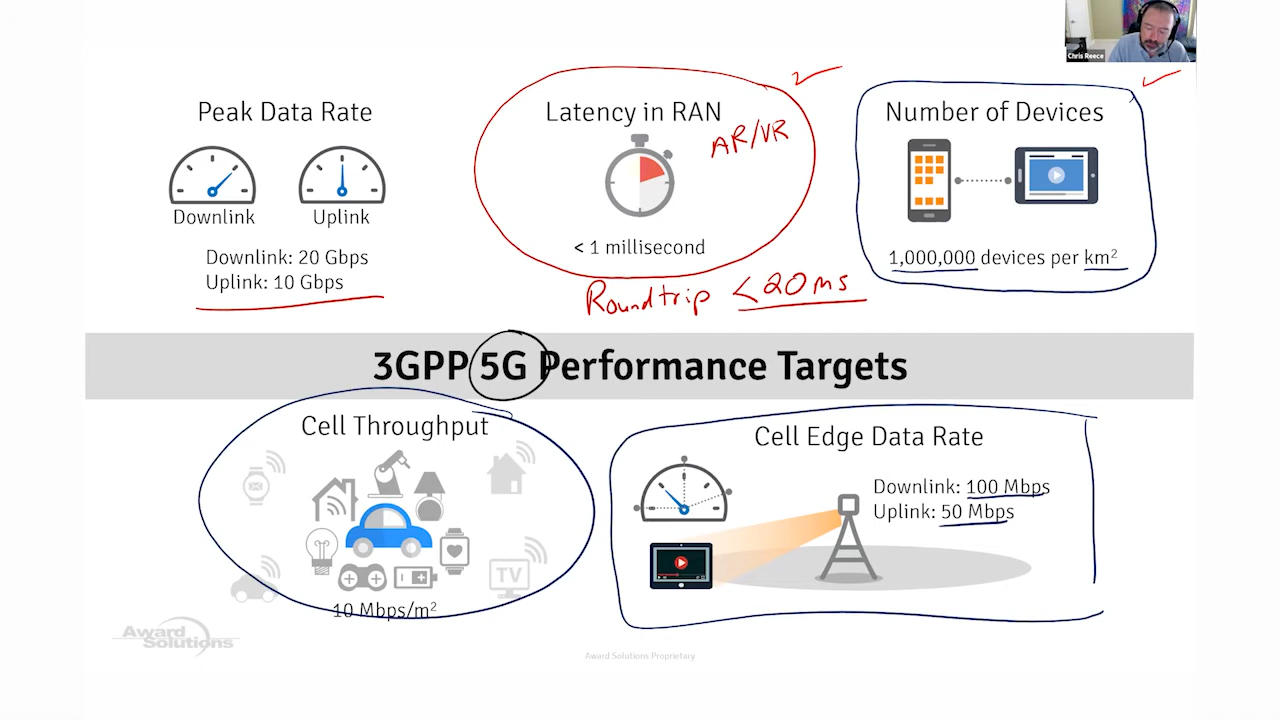 Chris Reece
Peak Data Rate
Downlink
Uplink
Downlink: 20 Gbps
Uplink: 10 Gbps
Latency in RAN
AR/VR
< 1 millisecond
Roundtrip < 20ms
Number of Devices
1,000,000 devices per km²
3GPP 5G Performance Targets
Cell Throughput
TV
10 Mbps/m²
Cell Edge Data Rate
Downlink: 100 Mbps
Uplink: 50 Mbps
Award
Solutions
Award Solutions Proprietary